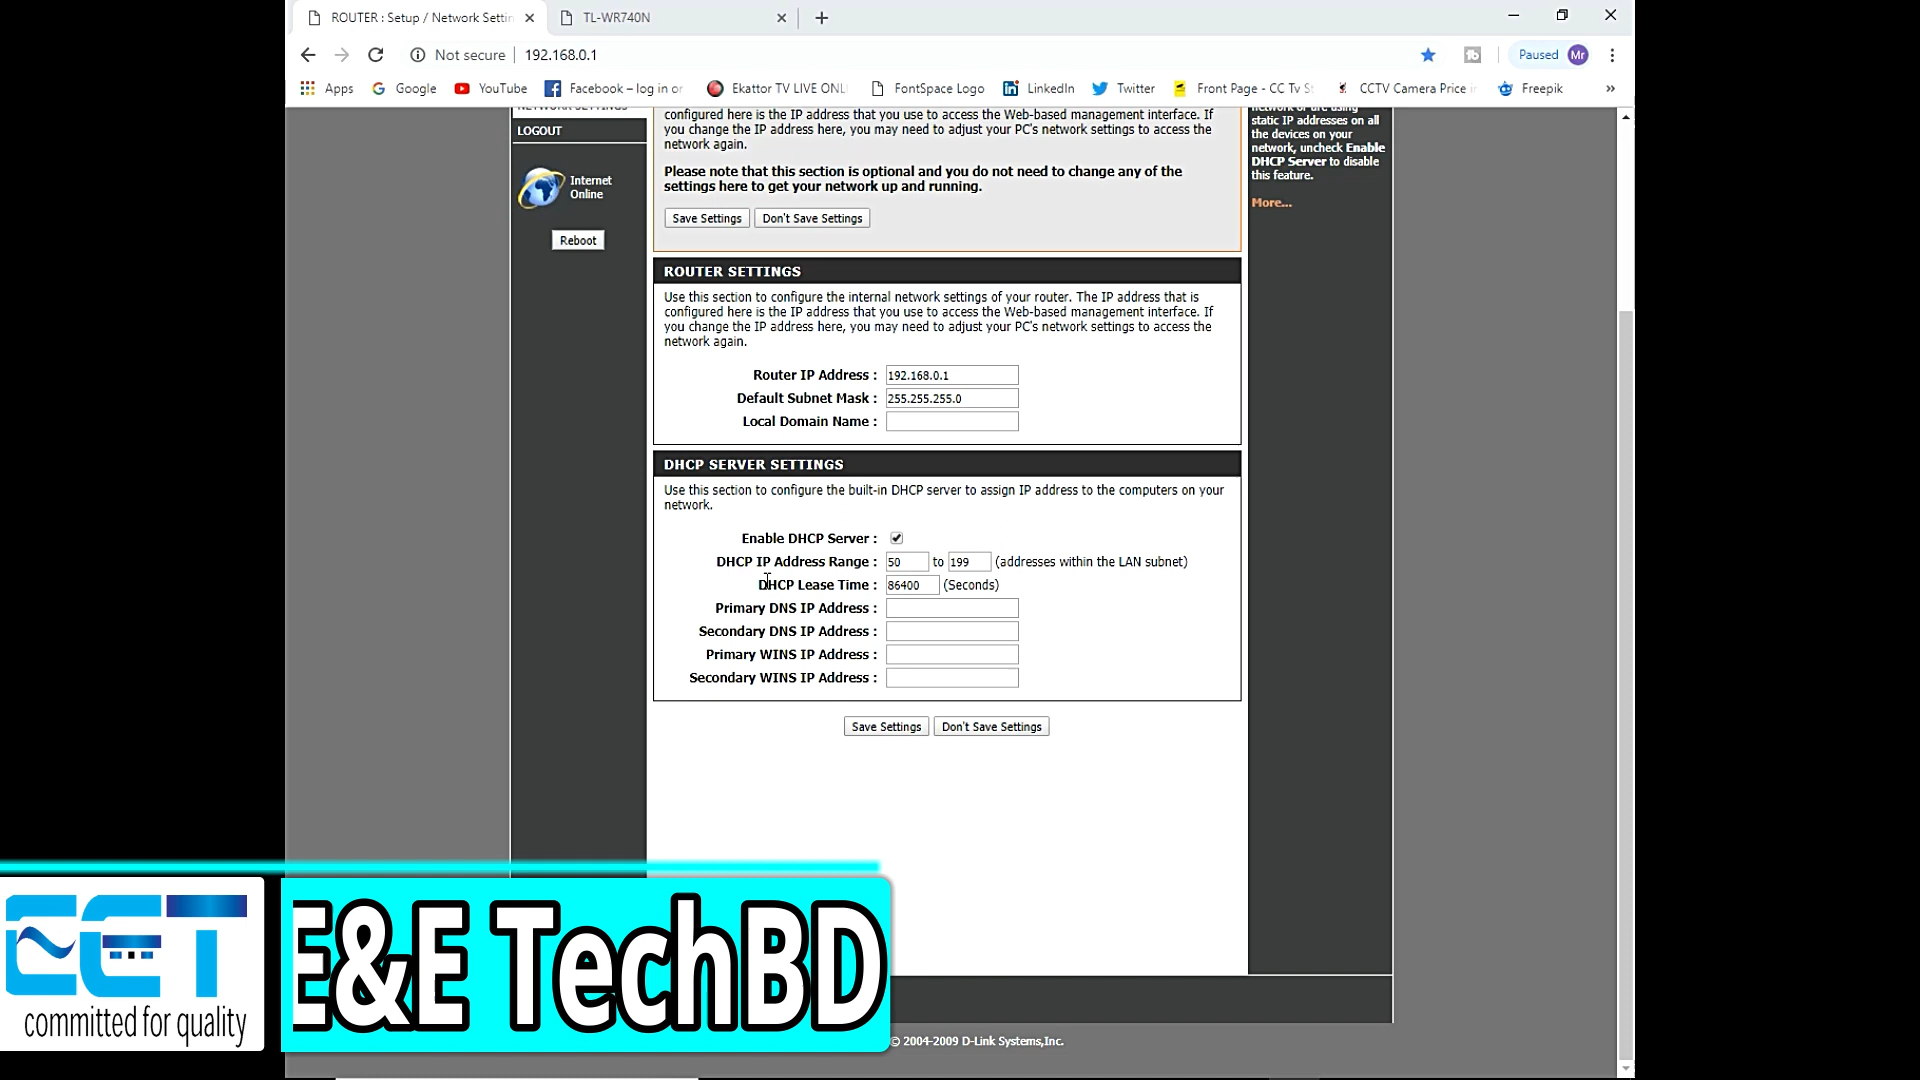 ROUTER : Setup / Network Settin
TL-WR740N
Not secure
192.168.0.1
Paused
Mr
Apps
Google
YouTube
Facebook – log in or
Ekattor TV LIVE ONLI
FontSpace Logo
LinkedIn
Twitter
Front Page - CC Tv St
CCTV Camera Price in
Freepik
»
NETWORK SETTINGS
LOGOUT
Internet
Online
Reboot
configured here is the IP address that you use to access the Web-based management interface. If
you change the IP address here, you may need to adjust your PC's network settings to access the
network again.
Please note that this section is optional and you do not need to change any of the
settings here to get your network up and running.
Save Settings
Don't Save Settings
network or are using
static IP addresses on all
the devices on your
network, uncheck Enable
DHCP Server to disable
this feature.
More...
ROUTER SETTINGS
Use this section to configure the internal network settings of your router. The IP address that is
configured here is the IP address that you use to access the Web-based management interface. If
you change the IP address here, you may need to adjust your PC's network settings to access the
network again.
Router IP Address : 192.168.0.1
Default Subnet Mask : 255.255.255.0
Local Domain Name :
DHCP SERVER SETTINGS
Use this section to configure the built-in DHCP server to assign IP address to the computers on your
network.
Enable DHCP Server :
DHCP IP Address Range : 50 to 199 (addresses within the LAN subnet)
DHCP Lease Time : 86400 (Seconds)
Primary DNS IP Address :
Secondary DNS IP Address :
Primary WINS IP Address :
Secondary WINS IP Address :
Save Settings
Don't Save Settings
EET
committed for quality
E&E TechBD
© 2004-2009 D-Link Systems,Inc.